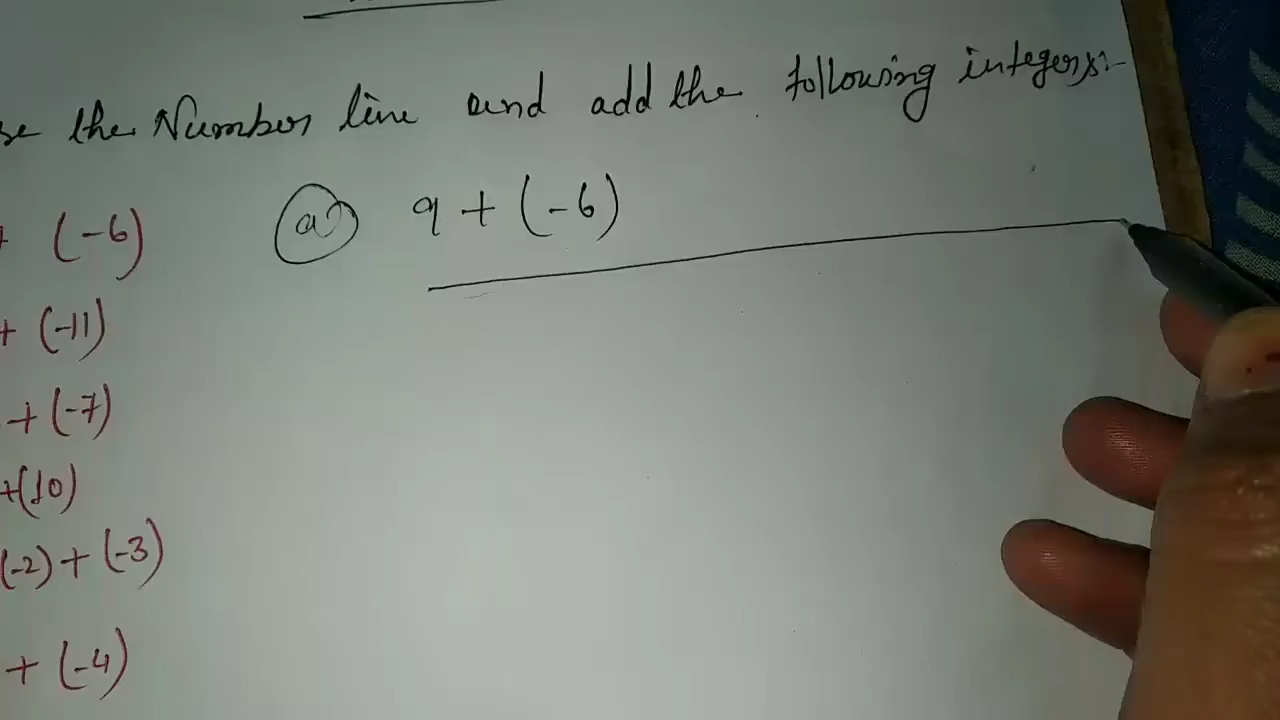 the Number line and add the following integers:-
+ (-6)
(a) 9 + (-6)
+ (-11)
+ (-7)
+(10)
(-2) + (-3)
+ (-4)